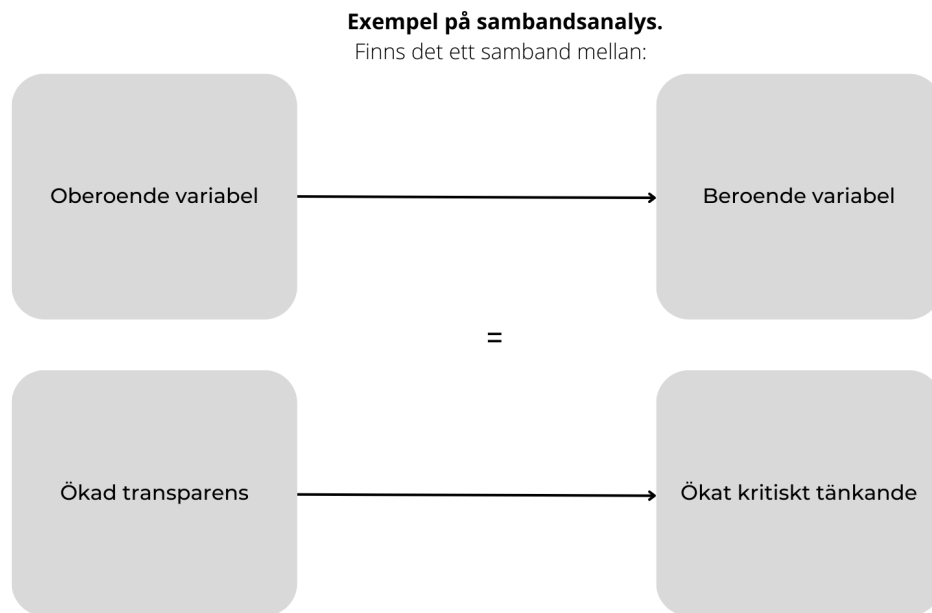 Exempel på sambandsanalys.
Finns det ett samband mellan:
Oberoende variabel
Beroende variabel
=
Ökad transparens
Ökat kritiskt tänkande